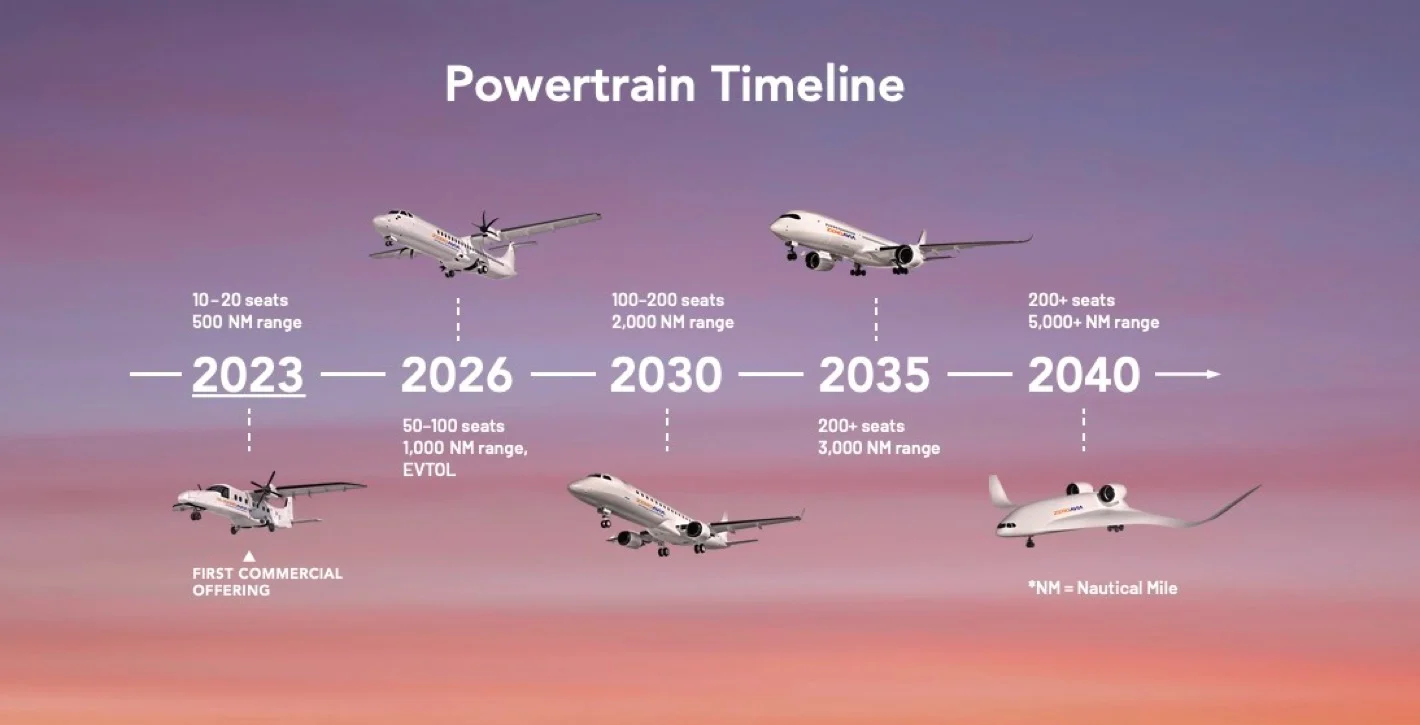 Powertrain Timeline
10–20 seats
500 NM range
2023
FIRST COMMERCIAL
OFFERING
2026
50–100 seats
1,000 NM range,
EVTOL
100–200 seats
2,000 NM range
2030
2035
200+ seats
3,000 NM range
200+ seats
5,000+ NM range
2040
*NM = Nautical Mile